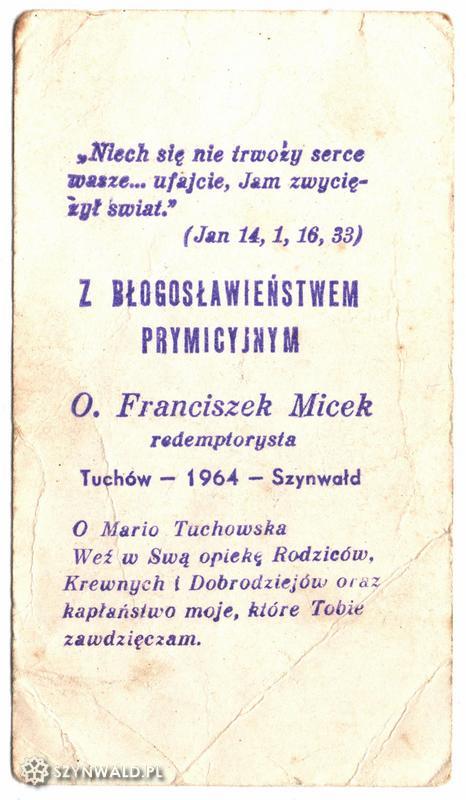 „Niech się nie trwoży serce
wasze... ufajcie, Jam zwycię-
żył świat."
(Jan 14, 1, 16, 33)
Z BŁOGOSŁAWIEŃSTWEM
PRYMICYJNYM
O. Franciszek Micek
redemptorysta
Tuchów — 1964 — Szynwałd
O Mario Tuchowska
Weź w Swą opiekę Rodziców,
Krewnych i Dobrodziejów oraz
kapłaństwo moje, które Tobie
zawdzięczam.
SZYNWALD.PL